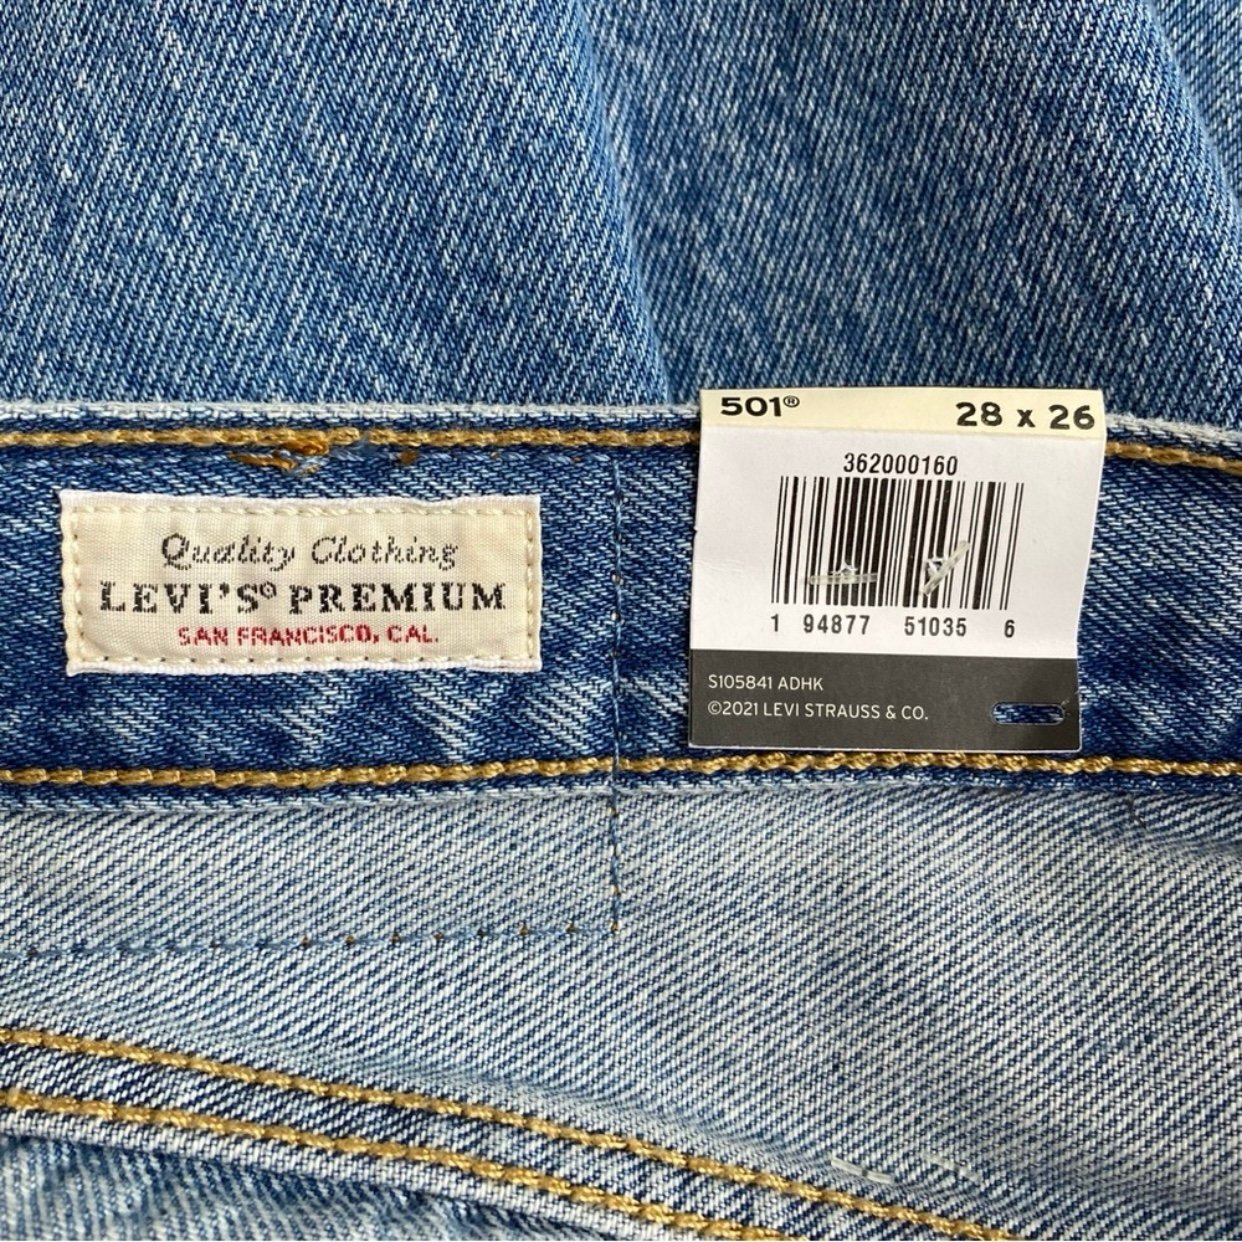 Quality Clothing
LEVI'S® PREMIUM
SAN FRANCISCO, CAL.
501®
28 x 26
362000160
1 94877 51035 6
S105841 ADHK
©2021 LEVI STRAUSS & CO.